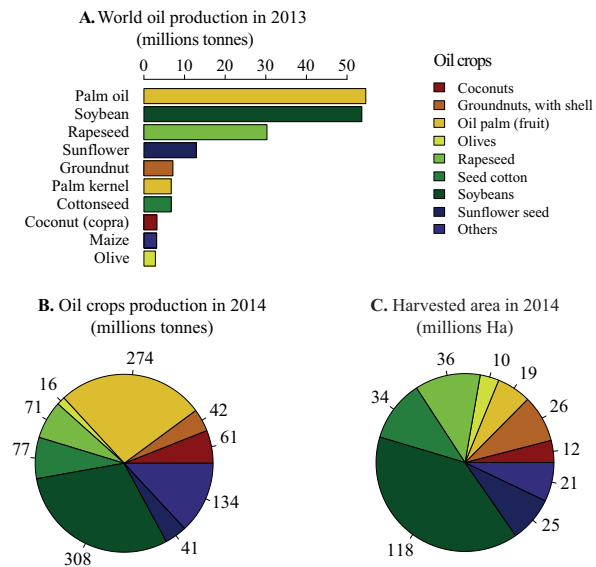 A. World oil production in 2013
(millions tonnes)
0 10 20 30 40 50
Palm oil
Soybean
Rapeseed
Sunflower
Groundnut
Palm kernel
Cottonseed
Coconut (copra)
Maize
Olive
Oil crops
Coconuts
Groundnuts, with shell
Oil palm (fruit)
Olives
Rapeseed
Seed cotton
Soybeans
Sunflower seed
Others
B. Oil crops production in 2014
(millions tonnes)
274
16
42
71
61
77
134
41
308
C. Harvested area in 2014
(millions Ha)
36
10
19
34
26
12
21
25
118